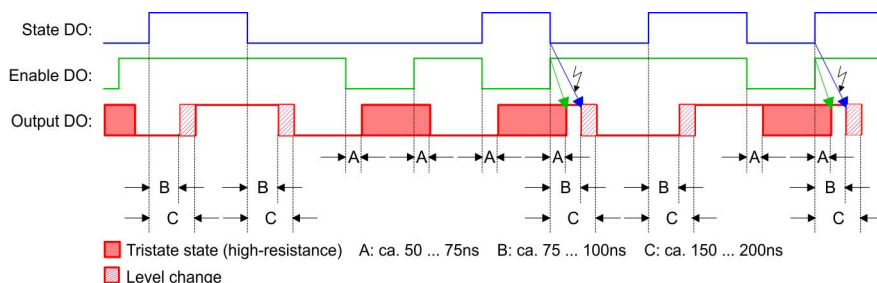 State DO:
Enable DO:
Output DO:
A A A A A A
B B B B B
C C C C C
Tristate state (high-resistance) A: ca. 50 ... 75ns B: ca. 75 ... 100ns C: ca. 150 ... 200ns
Level change